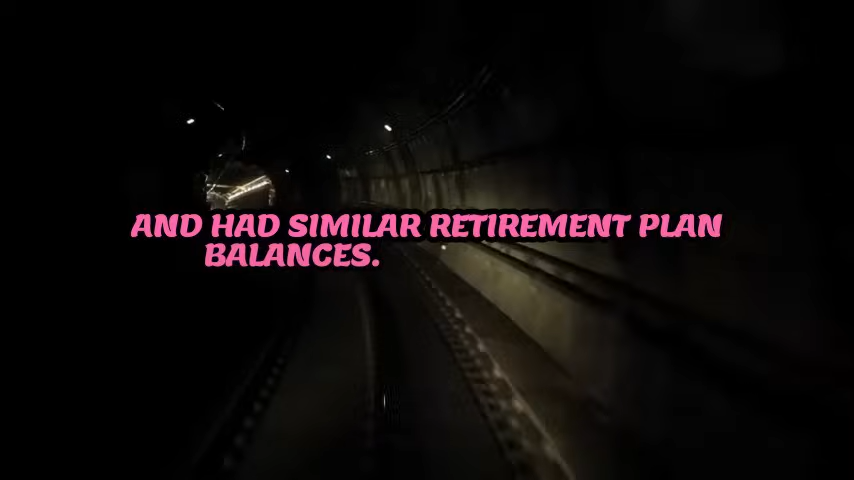 AND HAD SIMILAR RETIREMENT PLAN
BALANCES.